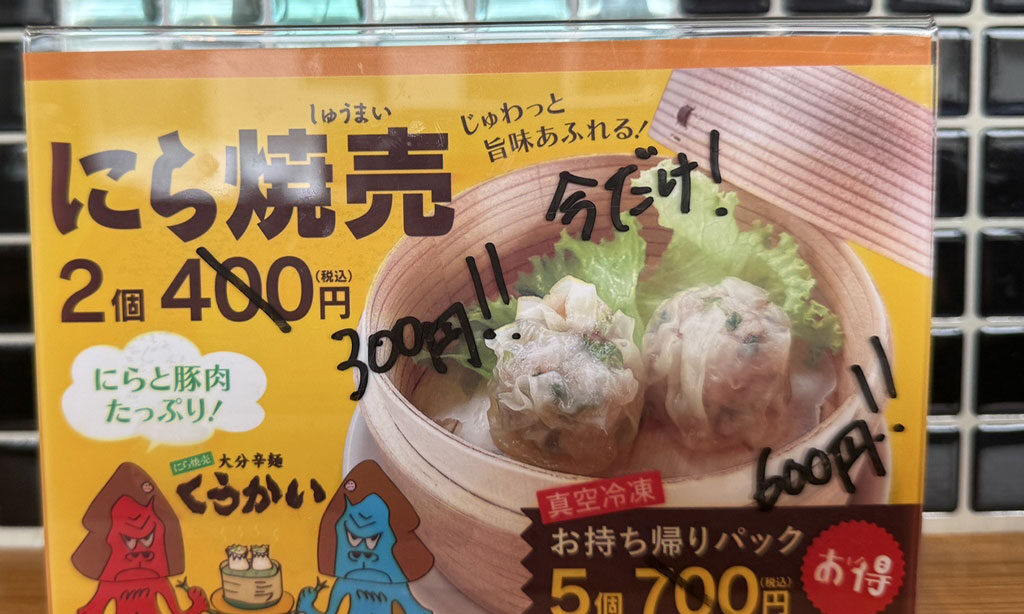 しゅうまい
にら焼売
じゅわっと
旨味あふれる!
今だけ!
2個 400円(税込)
300円!!
にらと豚肉
たっぷり!
にら焼売
大分辛麺
くうかい
600円!!
真空冷凍
お持ち帰りパック
5個 700円(税込)
お得